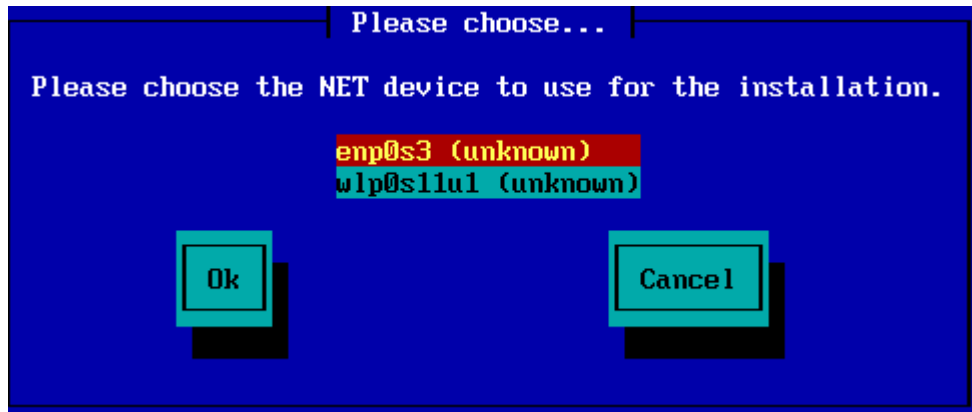 Please choose...
Please choose the NET device to use for the installation.
enp0s3 (unknown)
wlp0s11u1 (unknown)
Ok
Cancel